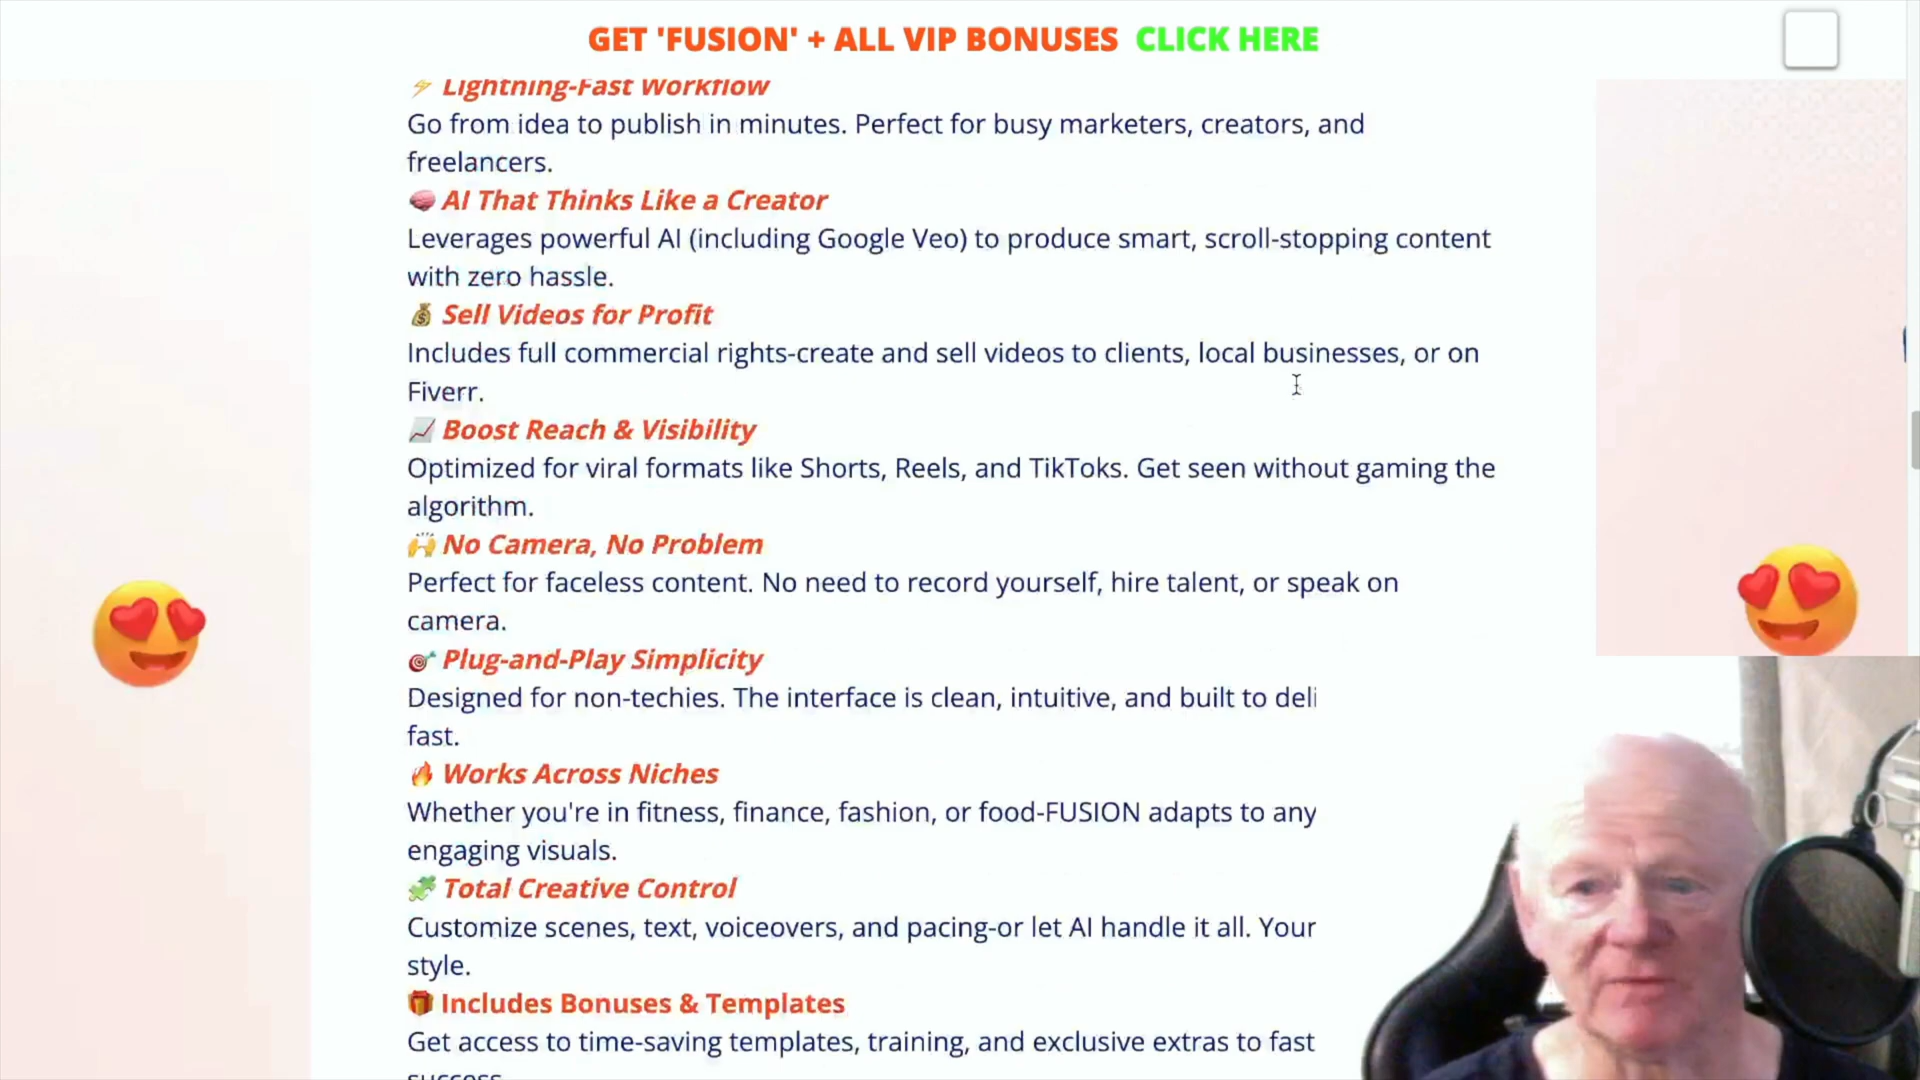 GET 'FUSION' + ALL VIP BONUSES CLICK HERE
Lightning-Fast Workflow
Go from idea to publish in minutes. Perfect for busy marketers, creators, and
freelancers.
AI That Thinks Like a Creator
Leverages powerful AI (including Google Veo) to produce smart, scroll-stopping content
with zero hassle.
Sell Videos for Profit
Includes full commercial rights-create and sell videos to clients, local businesses, or on
Fiverr.
Boost Reach & Visibility
Optimized for viral formats like Shorts, Reels, and TikToks. Get seen without gaming the
algorithm.
No Camera, No Problem
Perfect for faceless content. No need to record yourself, hire talent, or speak on
camera.
Plug-and-Play Simplicity
Designed for non-techies. The interface is clean, intuitive, and built to deli
fast.
Works Across Niches
Whether you're in fitness, finance, fashion, or food-FUSION adapts to any
engaging visuals.
Total Creative Control
Customize scenes, text, voiceovers, and pacing-or let AI handle it all. Your
style.
Includes Bonuses & Templates
Get access to time-saving templates, training, and exclusive extras to fast